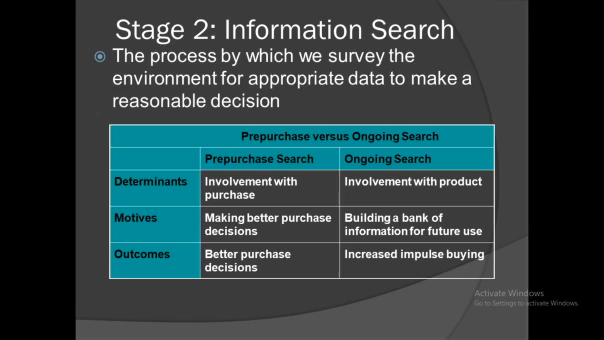 Stage 2: Information Search
The process by which we survey the
environment for appropriate data to make a
reasonable decision
Prepurchase versus Ongoing Search
Prepurchase Search
Ongoing Search
Determinants
Involvement with
purchase
Involvement with product
Motives
Making better purchase
decisions
Building a bank of
information for future use
Outcomes
Better purchase
decisions
Increased impulse buying
Activate Windows
Go to Settings to activate Windows.